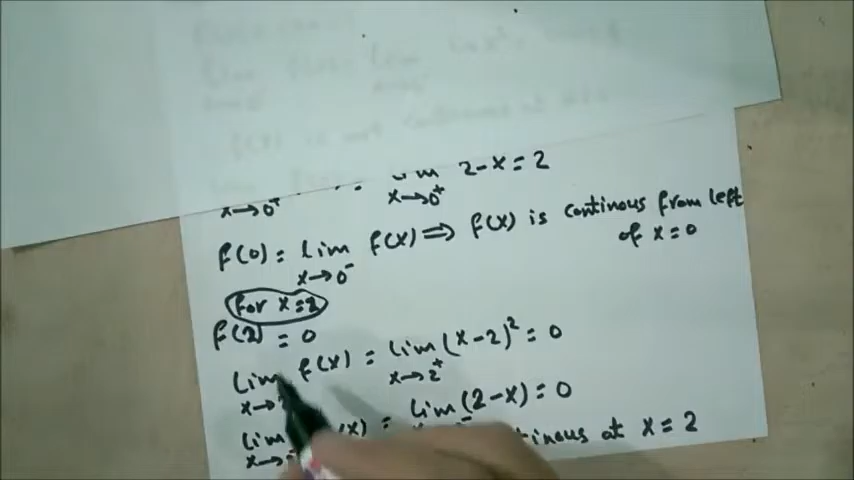 lim 2-x = 2
x→0⁺ x→0⁺
f(0) = lim f(x) ⟹ f(x) is continous from left
x→0⁻ of x=0
For x=2
f(2) = 0
lim f(x) = lim (x-2)² = 0
x→ x→2⁺
lim (x) = lim (2-x) = 0
x→ tinous at x=2